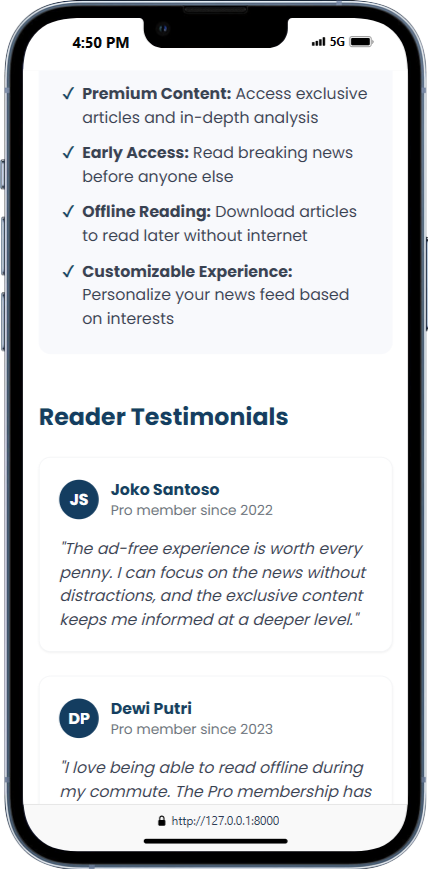 4:50 PM 5G
✓ Premium Content: Access exclusive
articles and in-depth analysis
✓ Early Access: Read breaking news
before anyone else
✓ Offline Reading: Download articles
to read later without internet
✓ Customizable Experience:
Personalize your news feed based
on interests
Reader Testimonials
JS
Joko Santoso
Pro member since 2022
"The ad-free experience is worth every
penny. I can focus on the news without
distractions, and the exclusive content
keeps me informed at a deeper level."
DP
Dewi Putri
Pro member since 2023
"I love being able to read offline during
my commute. The Pro membership has
http://127.0.0.1:8000